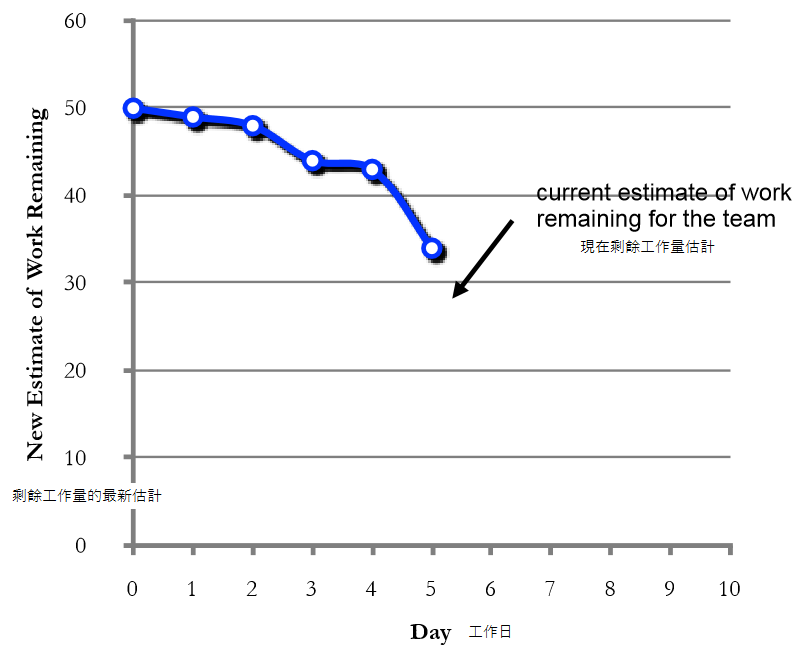 60
50
40
30
20
10
0
New Estimate of Work Remaining
剩餘工作量的最新估計
current estimate of work
remaining for the team
現在剩餘工作量估計
0 1 2 3 4 5 6 7 8 9 10
Day 工作日